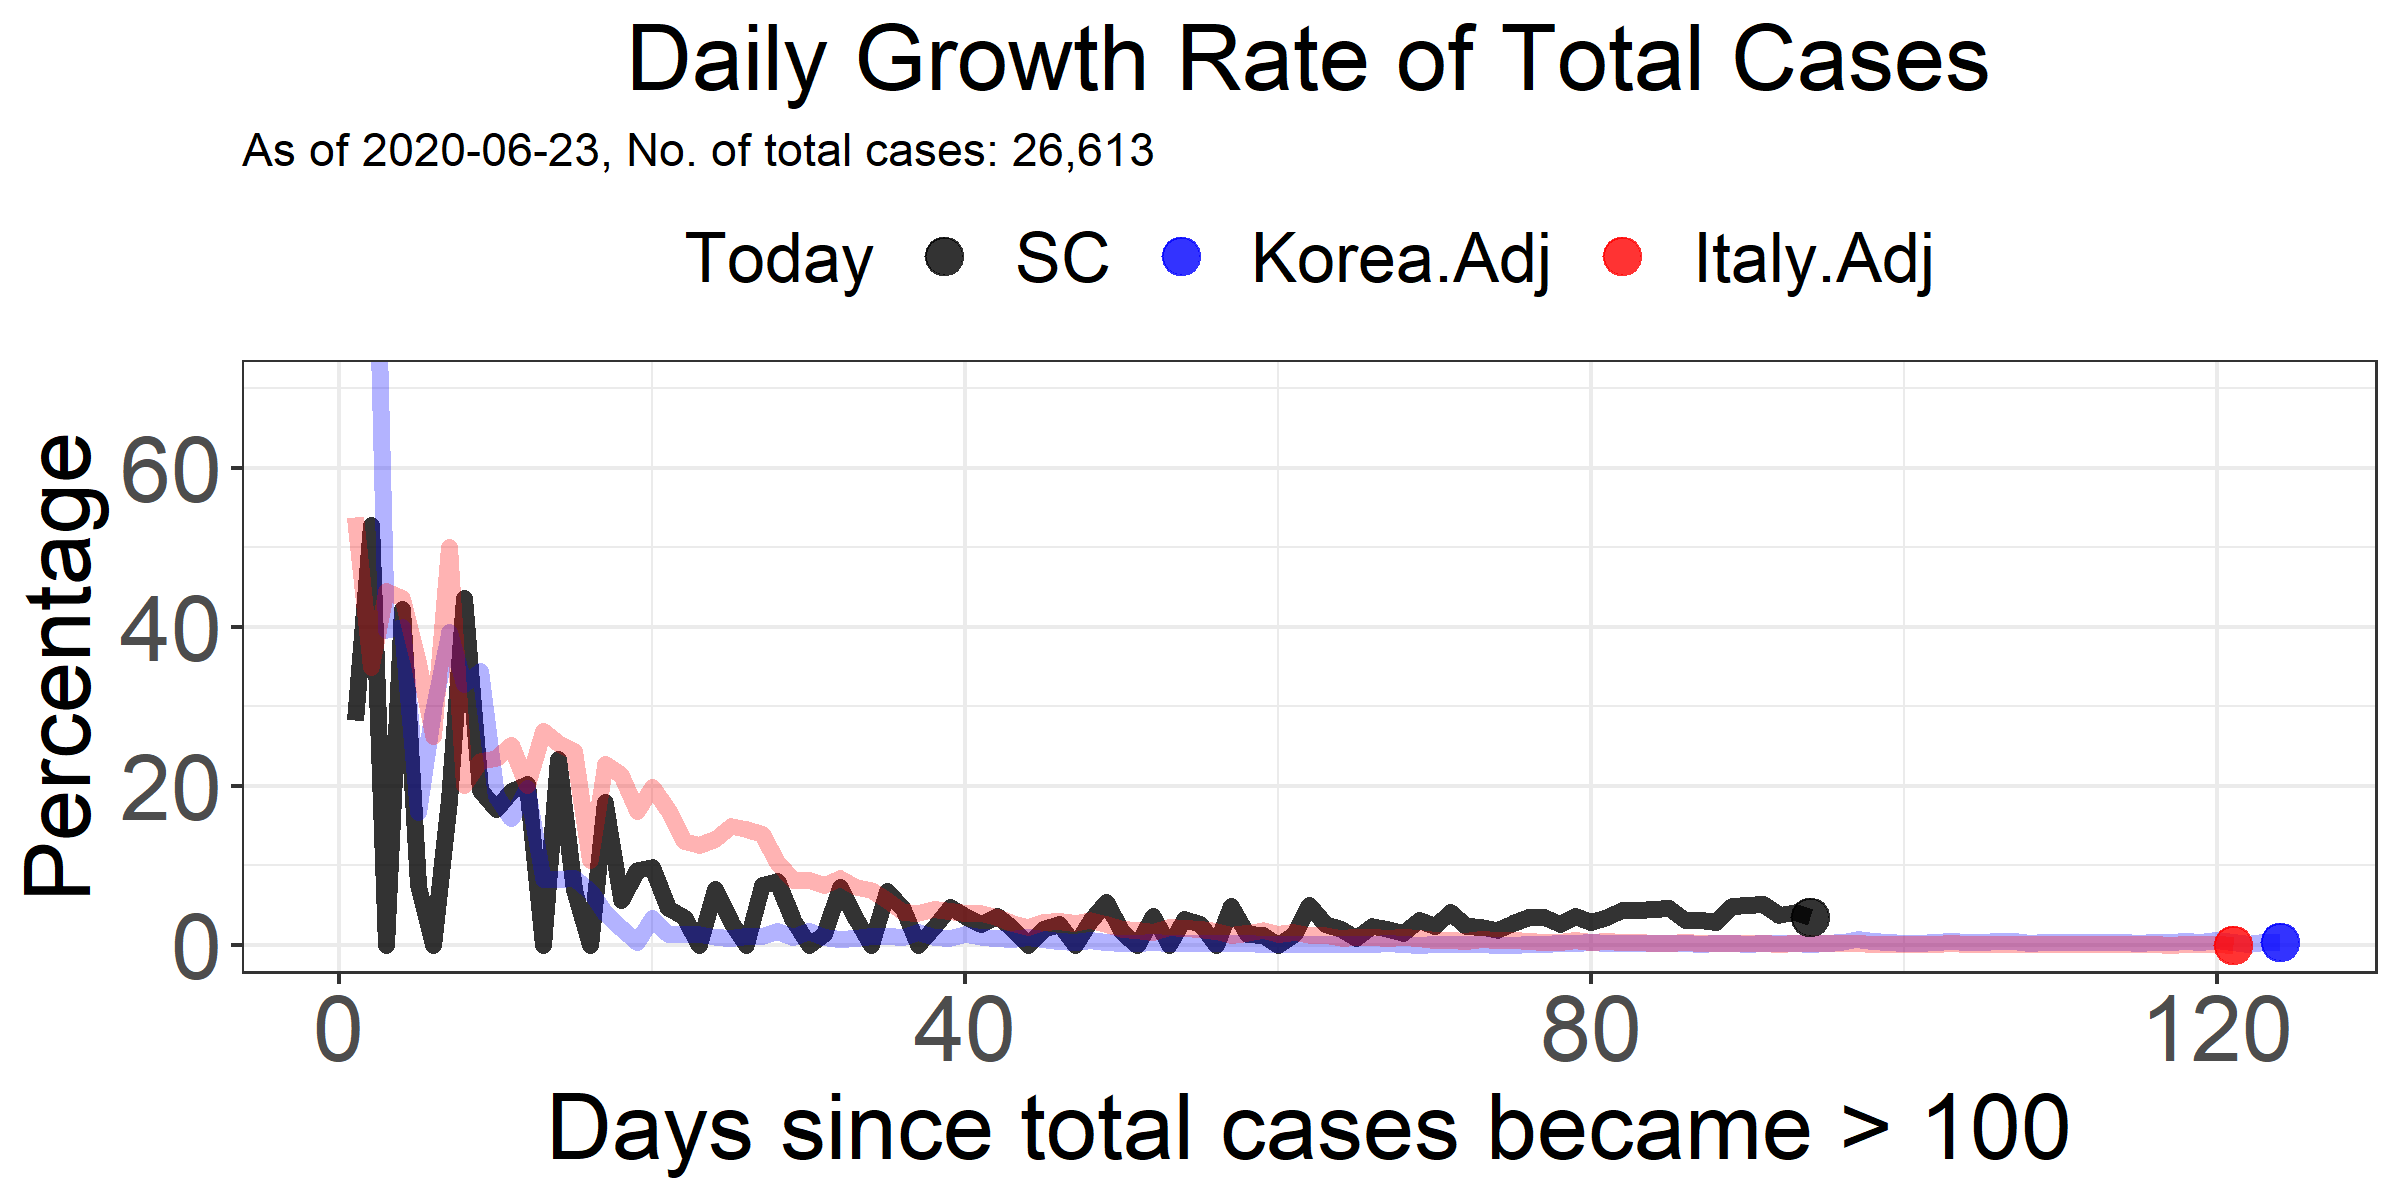 Daily Growth Rate of Total Cases
As of 2020-06-23, No. of total cases: 26,613
Today SC Korea.Adj Italy.Adj
Percentage
60
40
20
0
0 40 80 120
Days since total cases became > 100